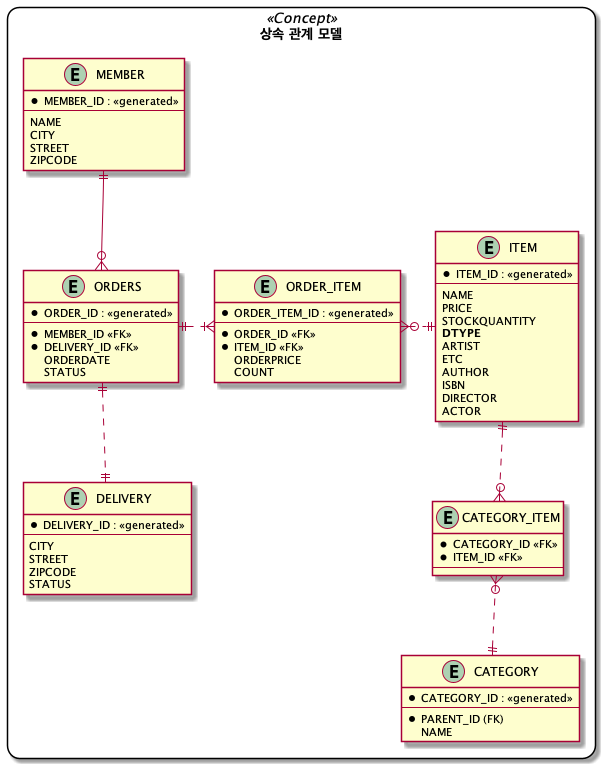 «Concept»
상속 관계 모델
E MEMBER
MEMBER_ID : «generated»
NAME
CITY
STREET
ZIPCODE
E ORDERS
ORDER_ID : «generated»
MEMBER_ID «FK»
DELIVERY_ID «FK»
ORDERDATE
STATUS
E ORDER_ITEM
ORDER_ITEM_ID : «generated»
ORDER_ID «FK»
ITEM_ID «FK»
ORDERPRICE
COUNT
E ITEM
ITEM_ID : «generated»
NAME
PRICE
STOCKQUANTITY
DTYPE
ARTIST
ETC
AUTHOR
ISBN
DIRECTOR
ACTOR
E DELIVERY
DELIVERY_ID : «generated»
CITY
STREET
ZIPCODE
STATUS
E CATEGORY_ITEM
CATEGORY_ID «FK»
ITEM_ID «FK»
E CATEGORY
CATEGORY_ID : «generated»
PARENT_ID (FK)
NAME